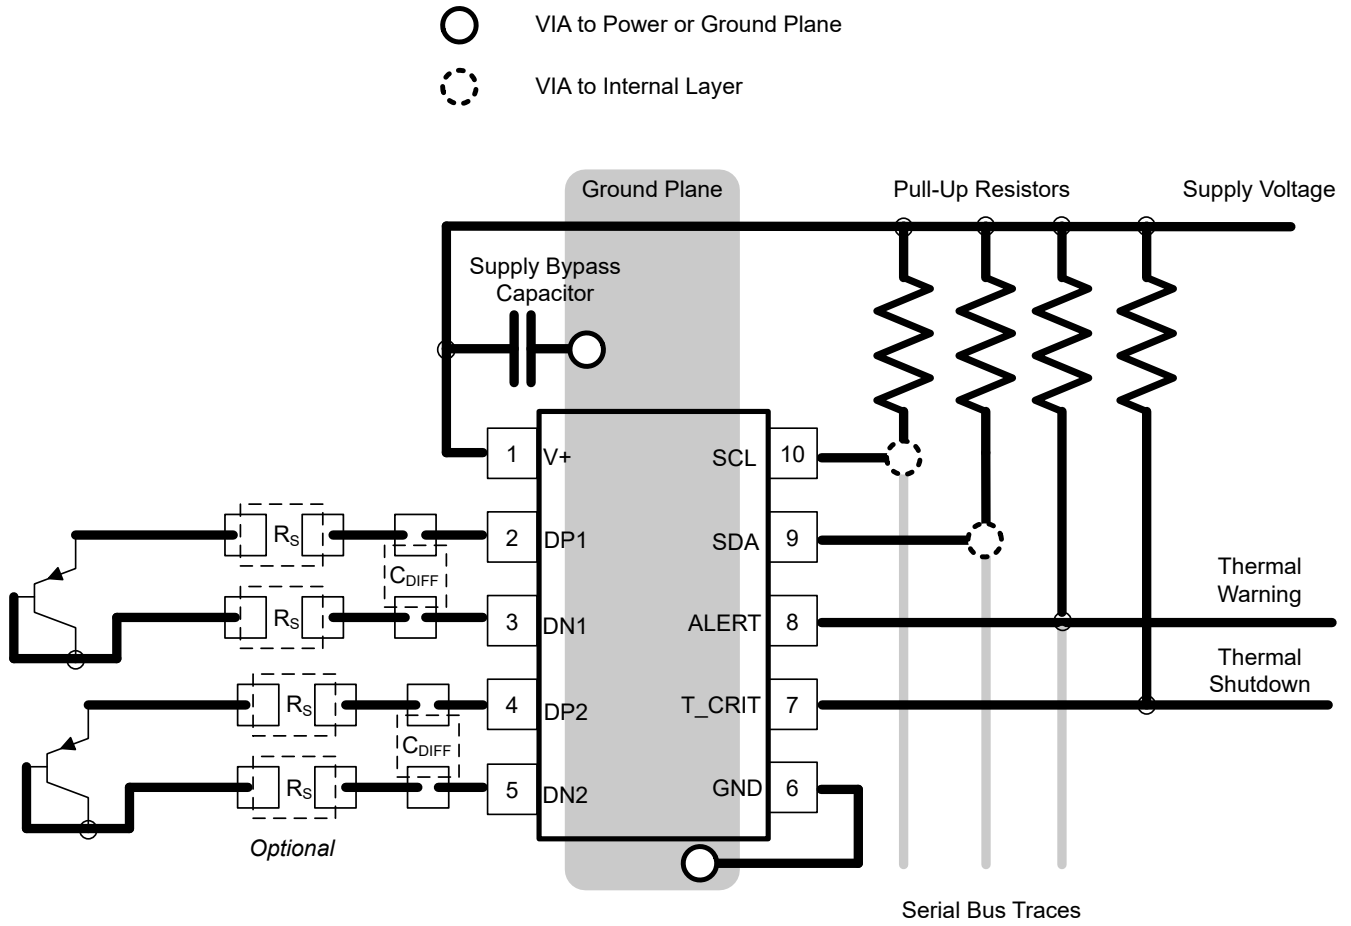 VIA to Power or Ground Plane
VIA to Internal Layer
Ground Plane
Pull-Up Resistors
Supply Voltage
Supply Bypass
Capacitor
1
V+
SCL
10
RS
2
DP1
SDA
9
CDIFF
Thermal
Warning
RS
3
DN1
ALERT
8
Thermal
Shutdown
RS
4
DP2
T_CRIT
7
CDIFF
RS
5
DN2
GND
6
Optional
Serial Bus Traces